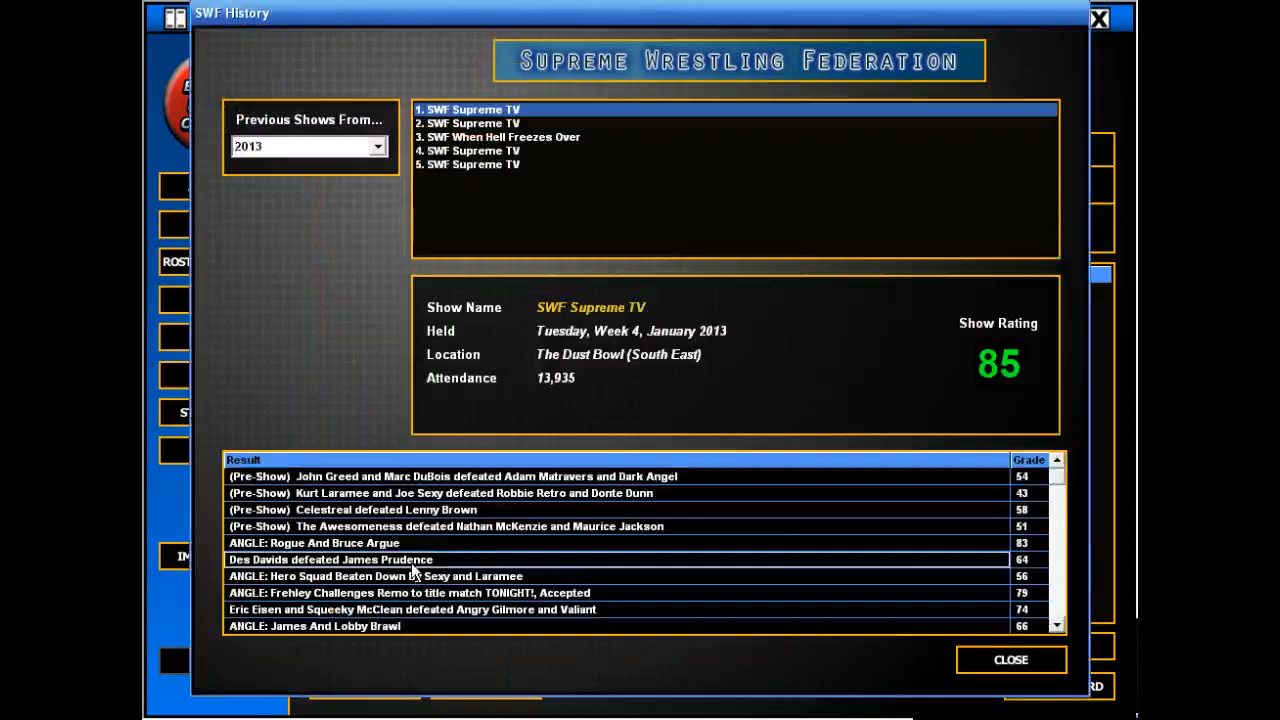 SWF History
X
SUPREME WRESTLING FEDERATION
Previous Shows From...
2013
1. SWF Supreme TV
2. SWF Supreme TV
3. SWF When Hell Freezes Over
4. SWF Supreme TV
5. SWF Supreme TV
Show Name SWF Supreme TV
Held Tuesday, Week 4, January 2013
Location The Dust Bowl (South East)
Attendance 13,935
Show Rating
85
Result Grade
(Pre-Show) John Greed and Marc DuBois defeated Adam Matravers and Dark Angel 54
(Pre-Show) Kurt Laramee and Joe Sexy defeated Robbie Retro and Donte Dunn 43
(Pre-Show) Celestreal defeated Lenny Brown 58
(Pre-Show) The Awesomeness defeated Nathan McKenzie and Maurice Jackson 51
ANGLE: Rogue And Bruce Argue 83
Des Davids defeated James Prudence 64
ANGLE: Hero Squad Beaten Down By Sexy and Laramee 56
ANGLE: Frehley Challenges Remo to title match TONIGHT!, Accepted 79
Eric Eisen and Squeeky McClean defeated Angry Gilmore and Valiant 74
ANGLE: James And Lobby Brawl 66
CLOSE
ROST
ST
IM
RD